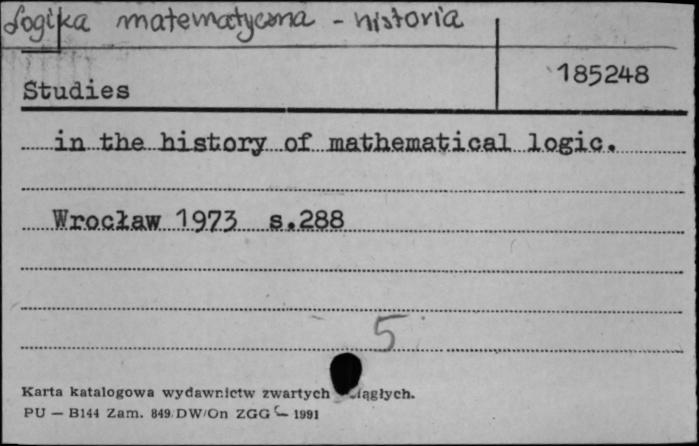 Logika matematyczna - historia
185248
Studies
in the history of mathematical logic.
Wrocław 1973 s.288
5
Karta katalogowa wydawnictw zwartych
PU — B144 Zam. 849/DW/On ZGG 1991